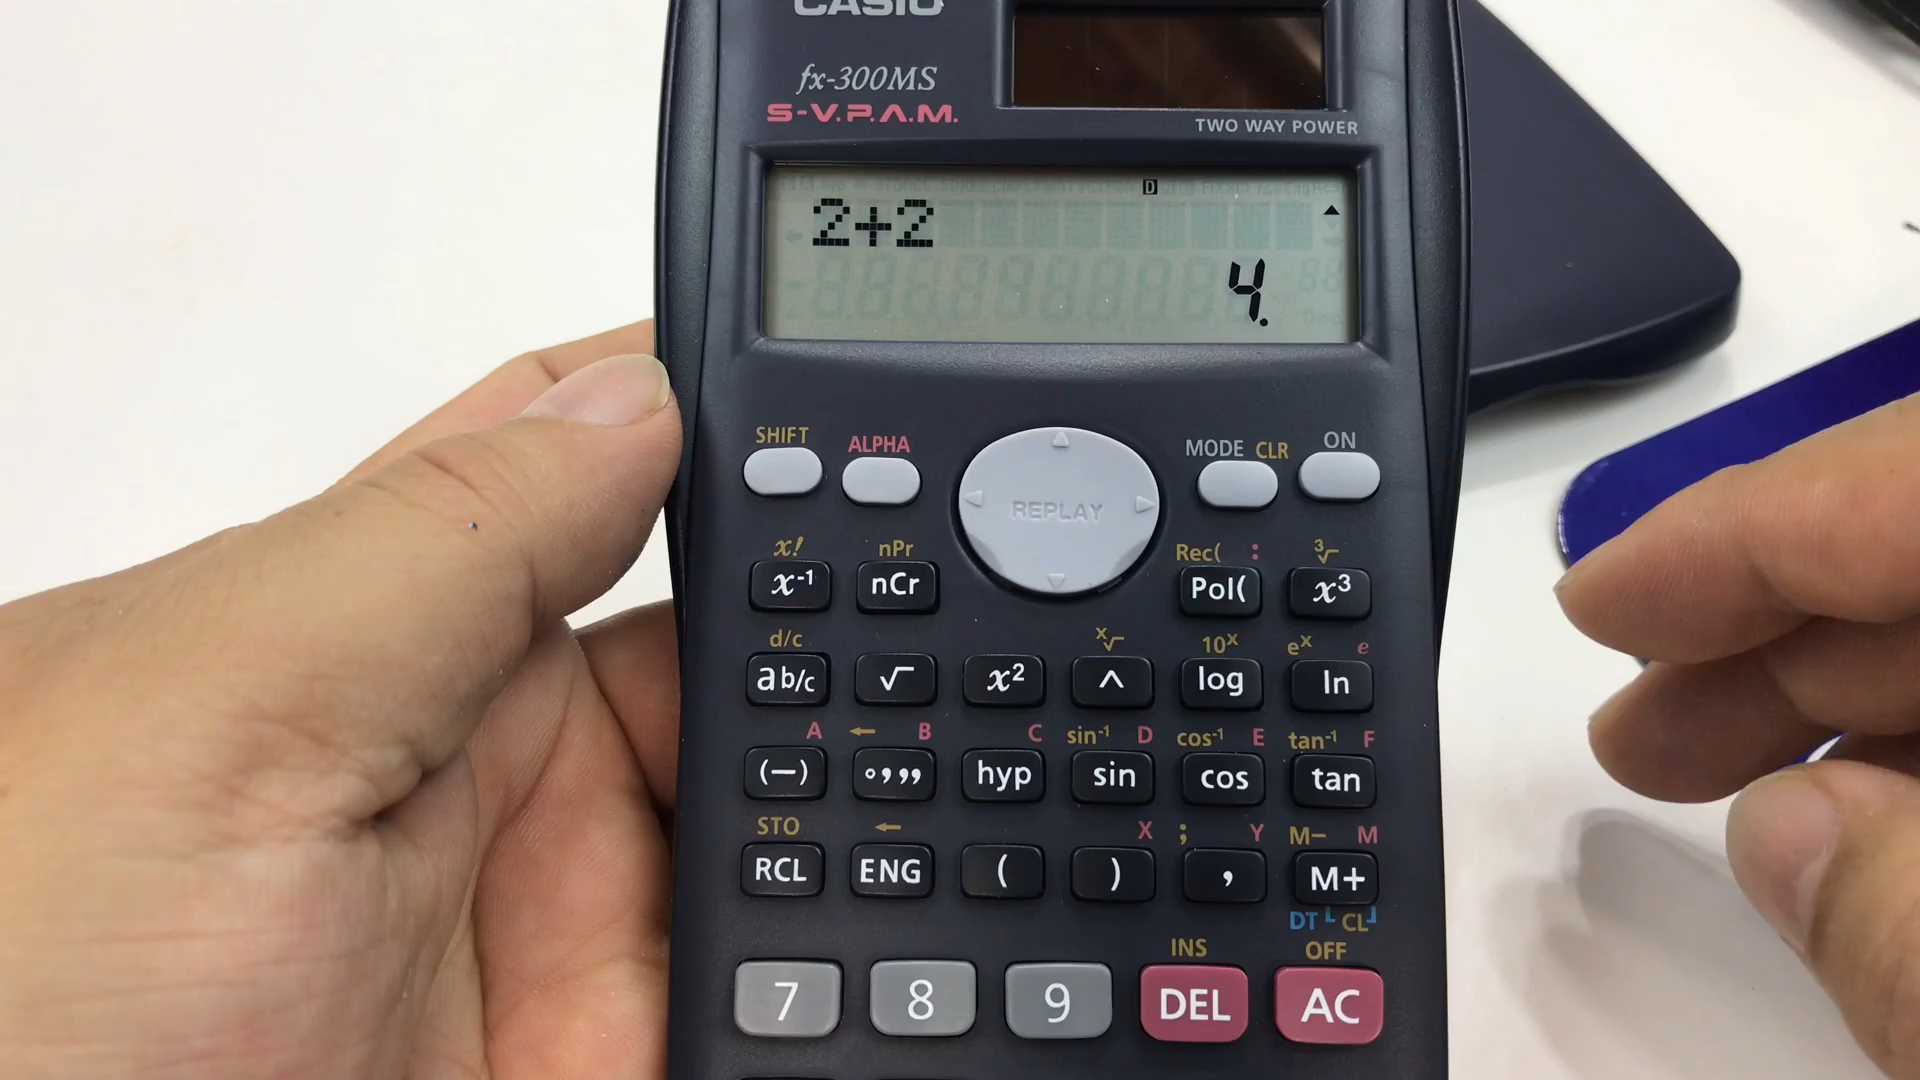 CASIO
fx-300MS
S-V.P.A.M.
TWO WAY POWER
D
2+2
4.
SHIFT ALPHA MODE CLR ON
REPLAY
x! nPr Rec( : ³√
x⁻¹ nCr Pol( x³
d/c ˣ√ 10ˣ eˣ e
ab/c √ x² ^ log ln
A ← B C sin⁻¹ D cos⁻¹ E tan⁻¹ F
(−) °,,, hyp sin cos tan
STO ← X ; Y M− M
RCL ENG ( ) , M+
DT CL
INS OFF
7 8 9 DEL AC